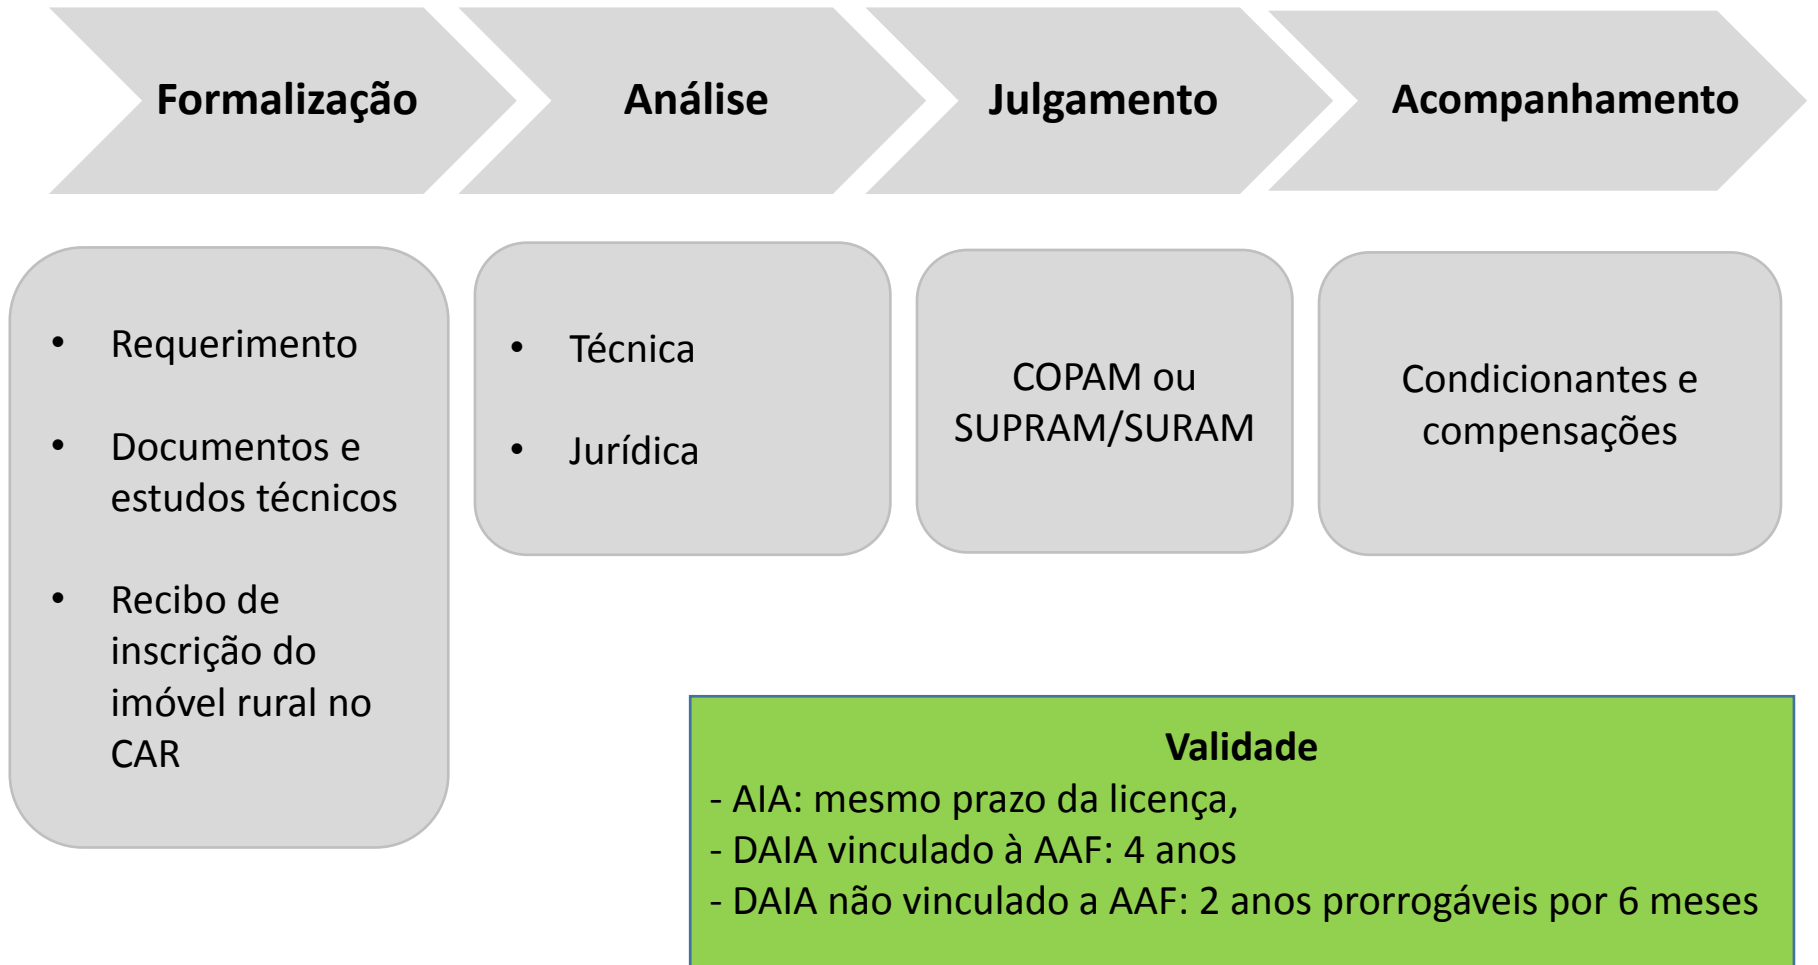 Formalização
Análise
Julgamento
Acompanhamento
• Requerimento
• Documentos e
estudos técnicos
• Recibo de
inscrição do
imóvel rural no
CAR
• Técnica
• Jurídica
COPAM ou
SUPRAM/SURAM
Condicionantes e
compensações
Validade
- AIA: mesmo prazo da licença,
- DAIA vinculado à AAF: 4 anos
- DAIA não vinculado a AAF: 2 anos prorrogáveis por 6 meses